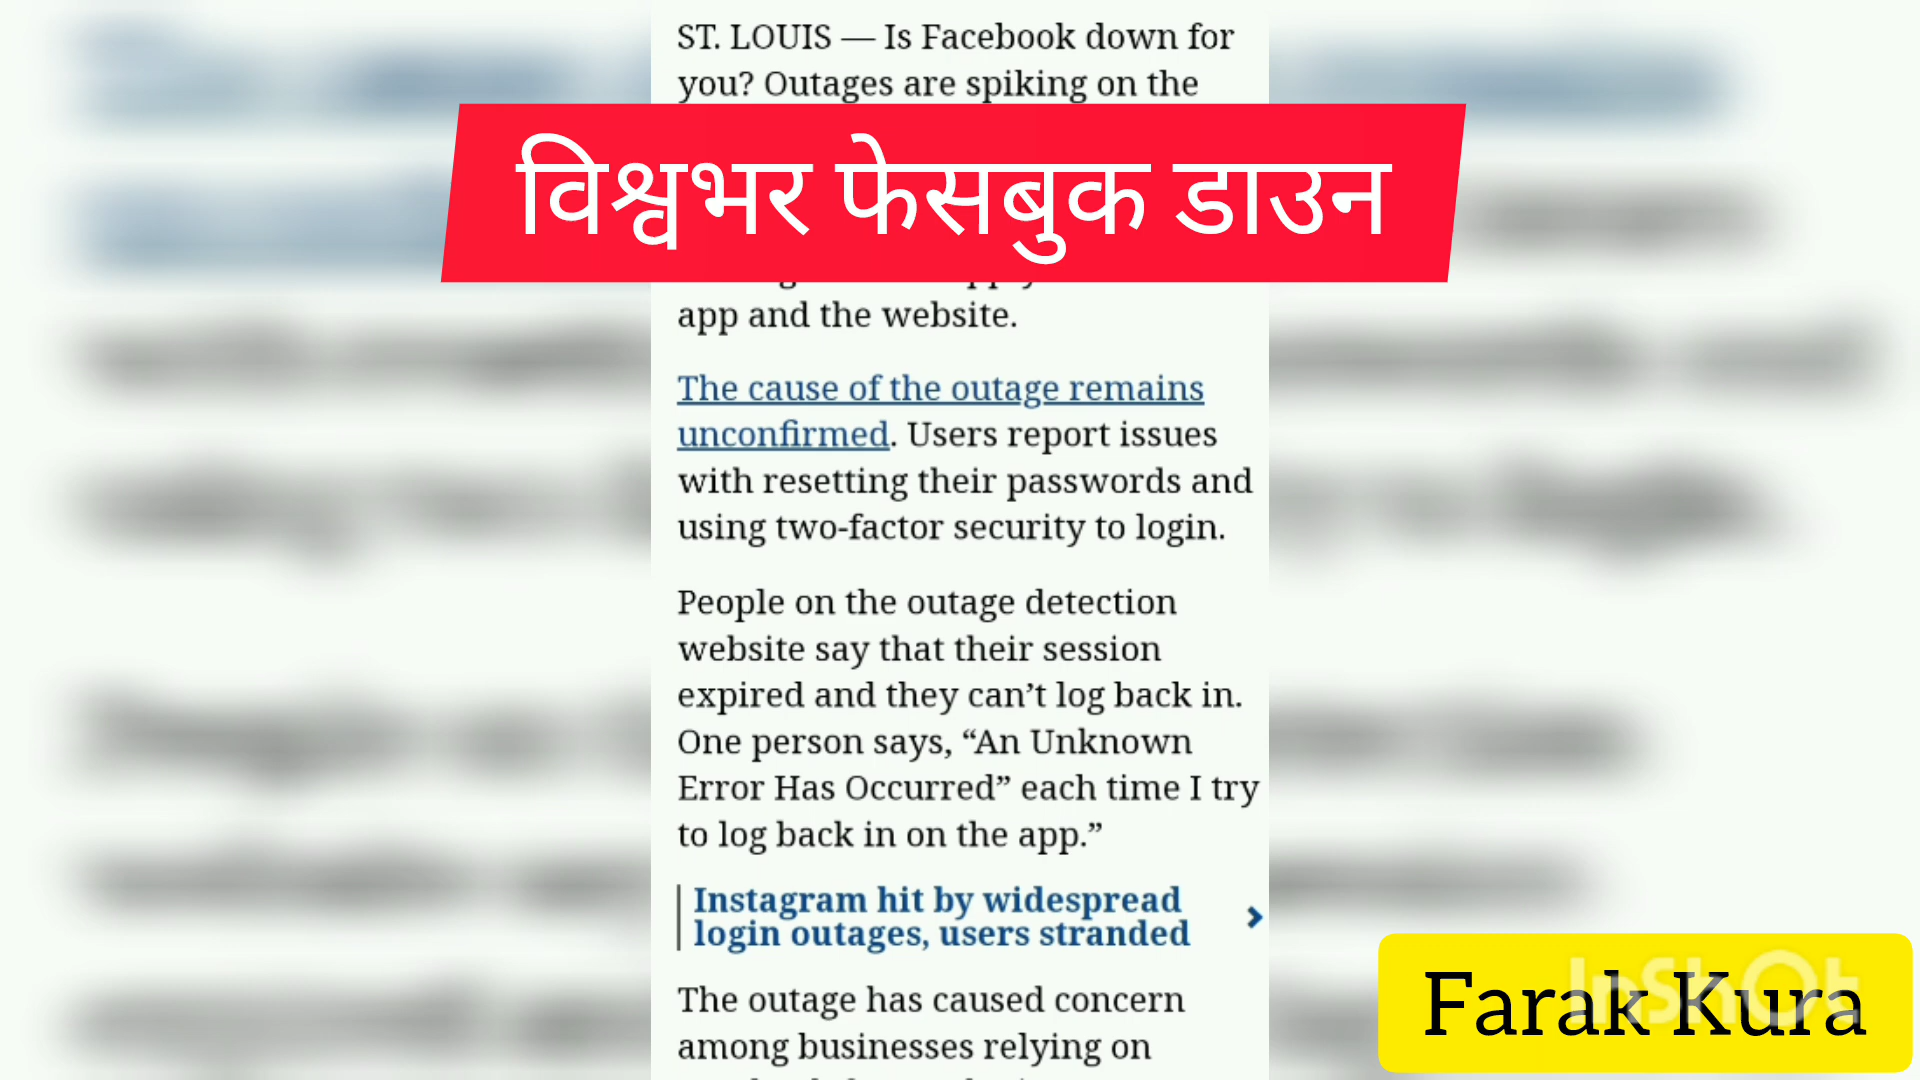 ST. LOUIS — Is Facebook down for
you? Outages are spiking on the
विश्वभर फेसबुक डाउन
app and the website.
The cause of the outage remains
unconfirmed. Users report issues
with resetting their passwords and
using two-factor security to login.
People on the outage detection
website say that their session
expired and they can’t log back in.
One person says, “An Unknown
Error Has Occurred” each time I try
to log back in on the app.”
Instagram hit by widespread
login outages, users stranded
The outage has caused concern
among businesses relying on
Farak Kura
InShOt